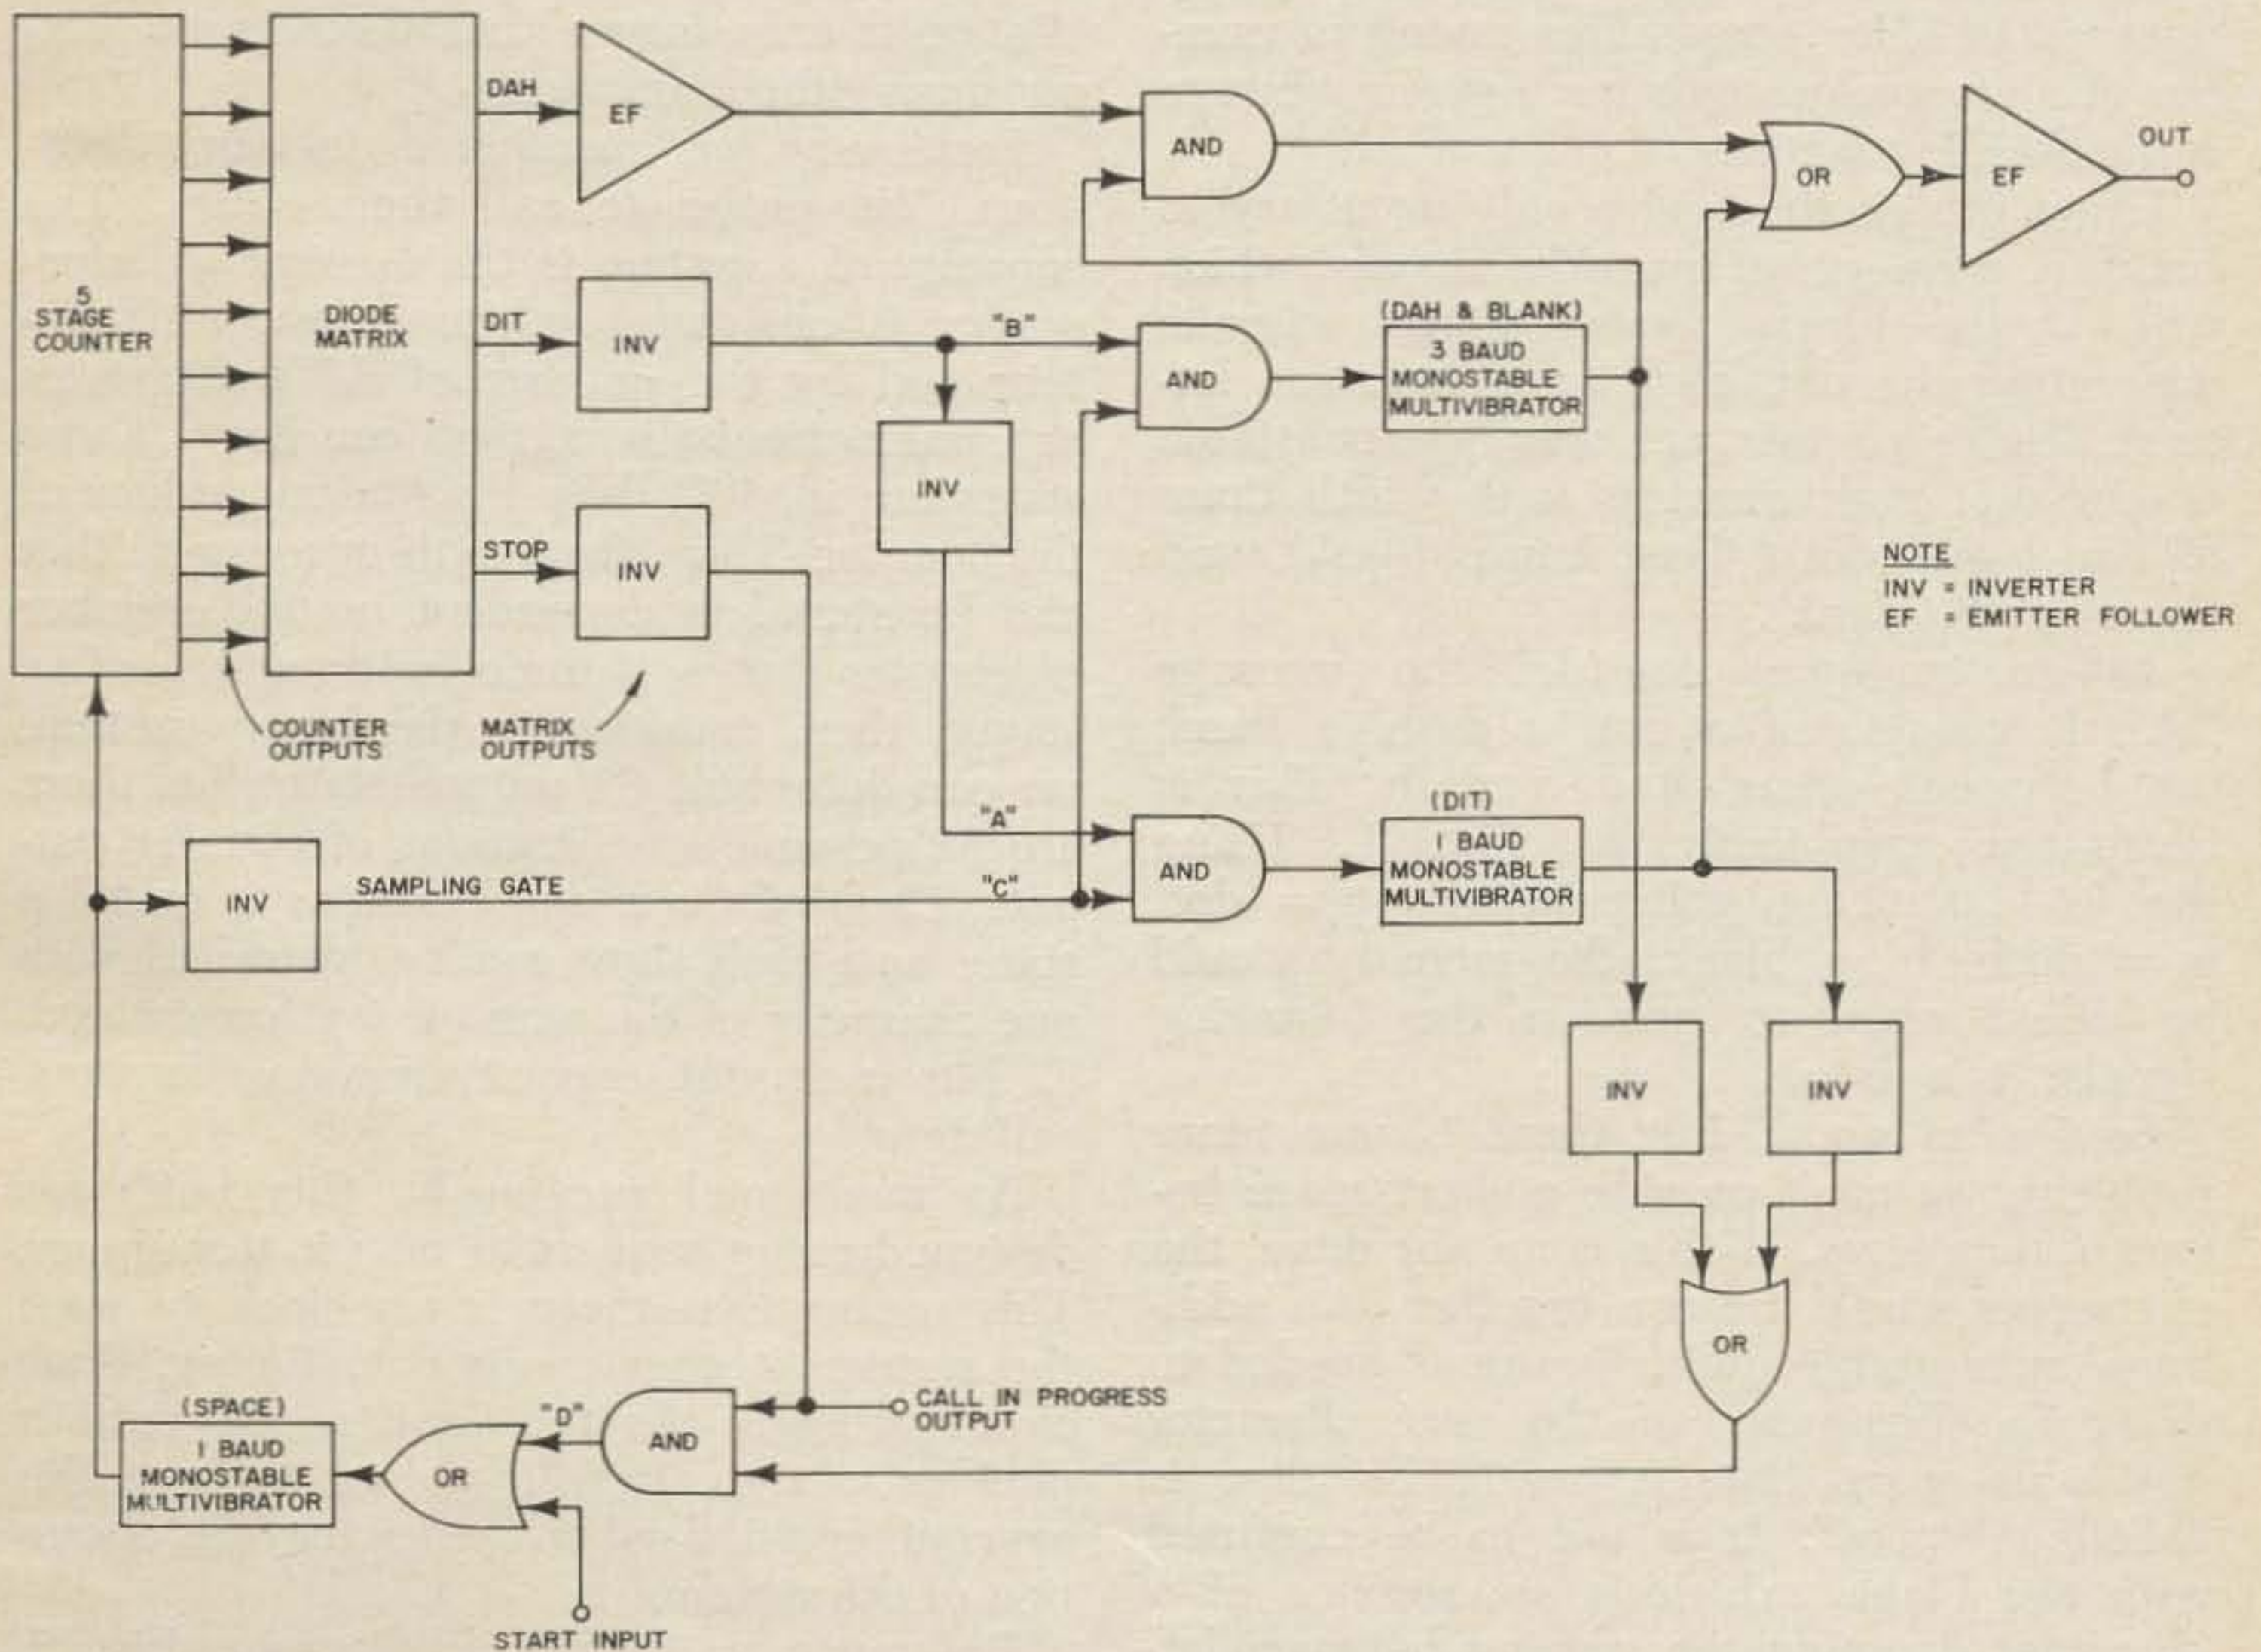 5
STAGE
COUNTER
DIODE
MATRIX
DAH
EF
AND
OR
EF
OUT
DIT
INV
"B"
AND
(DAH & BLANK)
3 BAUD
MONOSTABLE
MULTIVIBRATOR
INV
STOP
INV
NOTE
INV = INVERTER
EF = EMITTER FOLLOWER
COUNTER
OUTPUTS
MATRIX
OUTPUTS
"A"
AND
(DIT)
1 BAUD
MONOSTABLE
MULTIVIBRATOR
INV
SAMPLING GATE
"C"
INV
INV
OR
(SPACE)
1 BAUD
MONOSTABLE
MULTIVIBRATOR
OR
"D"
AND
CALL IN PROGRESS
OUTPUT
START INPUT